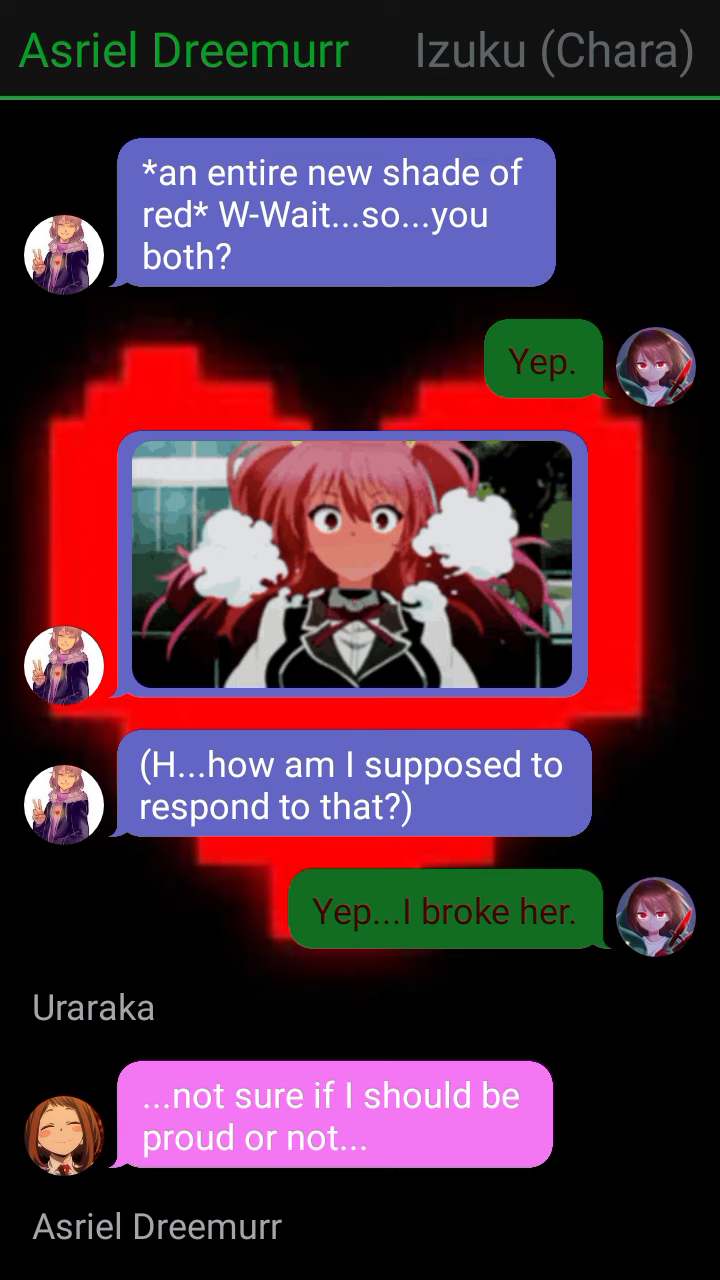 Asriel Dreemurr Izuku (Chara)
*an entire new shade of
red* W-Wait...so...you
both?
Yep.
(H...how am I supposed to
respond to that?)
Yep...I broke her.
Uraraka
...not sure if I should be
proud or not...
Asriel Dreemurr